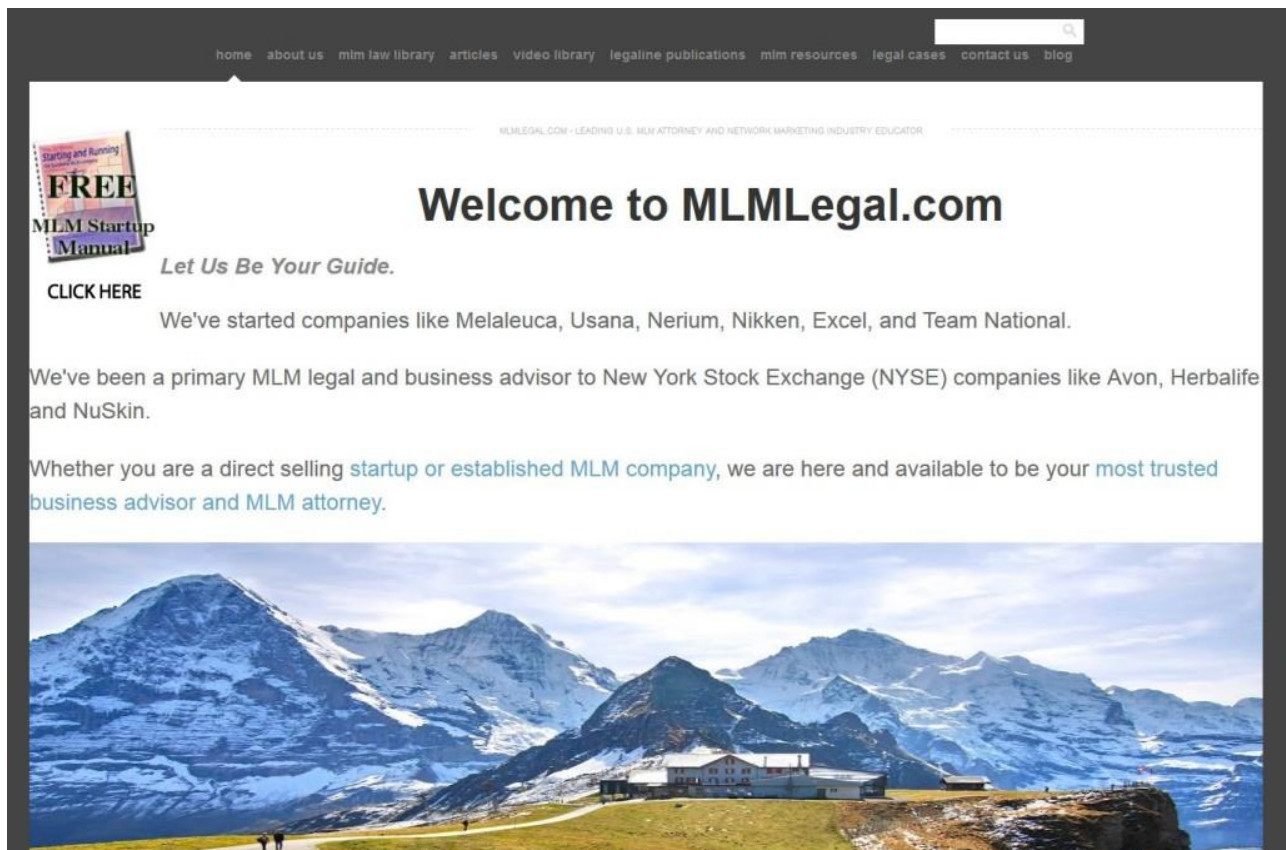 home about us mlm law library articles video library legaline publications mlm resources legal cases contact us blog
MLMLEGAL.COM - LEADING U.S. MLM ATTORNEY AND NETWORK MARKETING INDUSTRY EDUCATOR
Starting and Running
FREE
MLM Startup
Manual
CLICK HERE
Welcome to MLMLegal.com
Let Us Be Your Guide.
We've started companies like Melaleuca, Usana, Nerium, Nikken, Excel, and Team National.
We've been a primary MLM legal and business advisor to New York Stock Exchange (NYSE) companies like Avon, Herbalife
and NuSkin.
Whether you are a direct selling startup or established MLM company, we are here and available to be your most trusted
business advisor and MLM attorney.